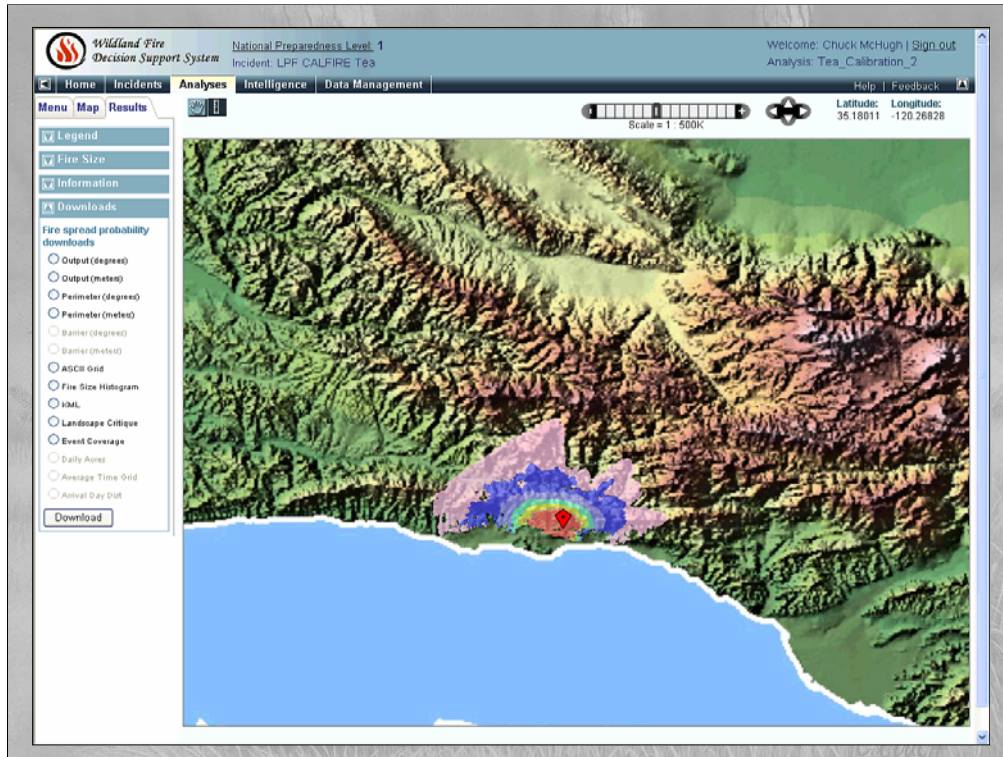 Wildland Fire
Decision Support System
National Preparedness Level: 1
Incident: LPF CALFIRE Tea
Welcome: Chuck McHugh | Sign out
Analysis: Tea_Calibration_2
Home Incidents Analyses Intelligence Data Management
Help | Feedback
Menu Map Results
Scale = 1 : 500K
Latitude: Longitude:
35.18011 -120.26828
Legend
Fire Size
Information
Downloads
Fire spread probability
downloads
Output (degrees)
Output (meters)
Perimeter (degrees)
Perimeter (meters)
Barrier (degrees)
Barrier (meters)
ASCII Grid
Fire Size Histogram
KML
Landscape Critique
Event Coverage
Daily Acres
Average Time Grid
Arrival Day Dist
Download